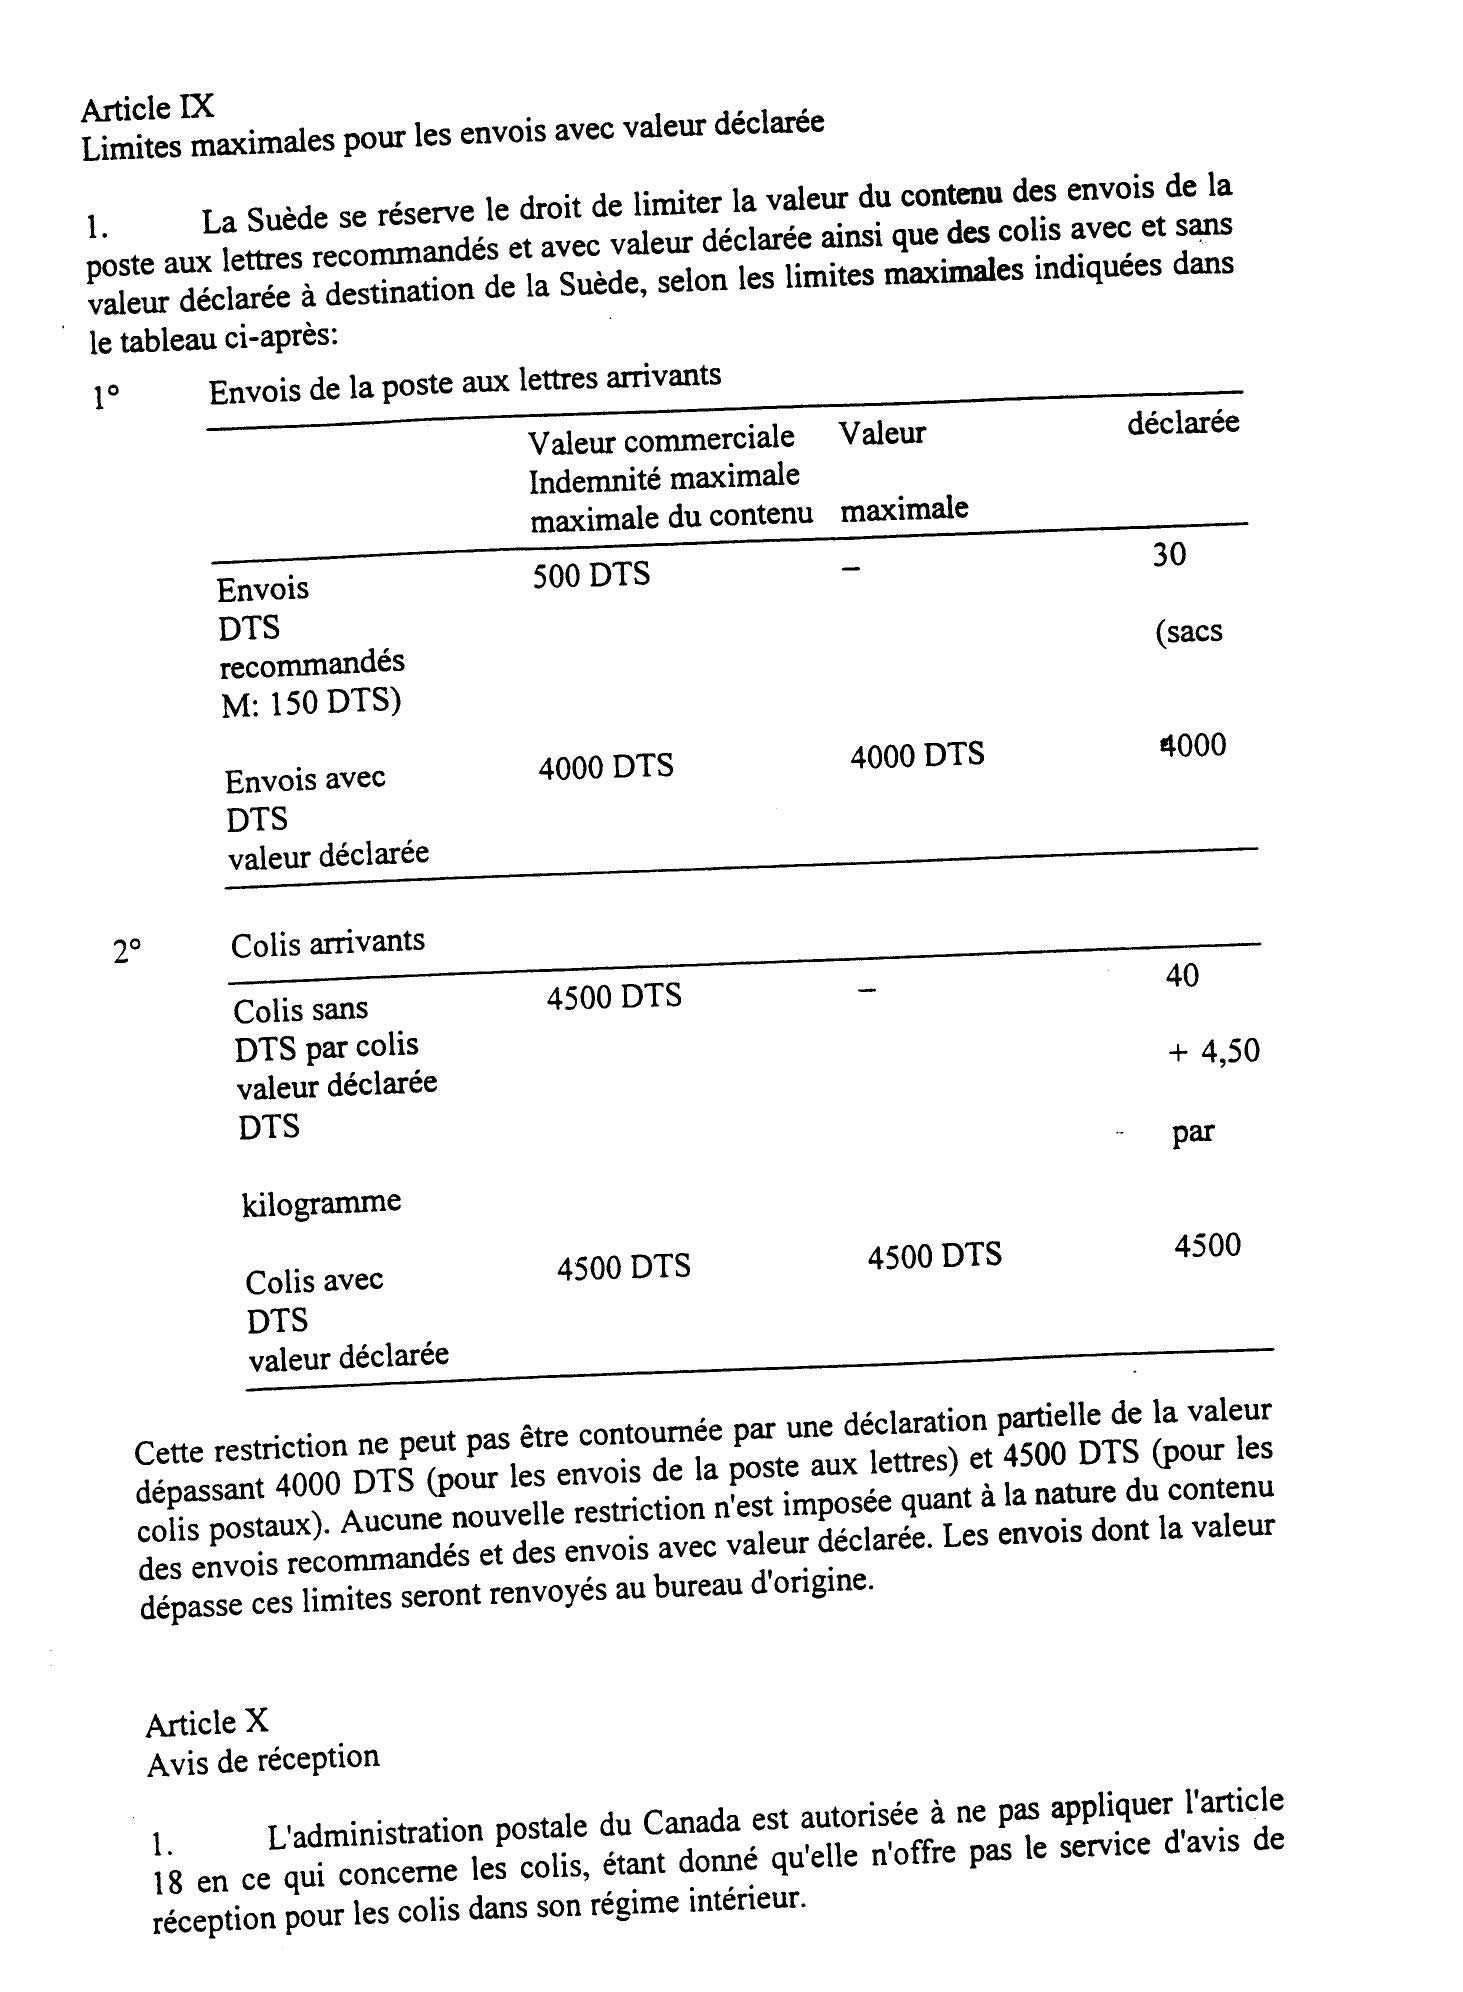 Article IX
Limites maximales pour les envois avec valeur déclarée
1. La Suède se réserve le droit de limiter la valeur du contenu des envois de la
poste aux lettres recommandés et avec valeur déclarée ainsi que des colis avec et sans
valeur déclarée à destination de la Suède, selon les limites maximales indiquées dans
le tableau ci-après:
1° Envois de la poste aux lettres arrivants
Valeur commerciale Valeur déclarée
Indemnité maximale
maximale du contenu maximale
Envois 500 DTS – 30
DTS
recommandés (sacs
M: 150 DTS)
Envois avec 4000 DTS 4000 DTS 4000
DTS
valeur déclarée
2° Colis arrivants
Colis sans 4500 DTS – 40
DTS par colis
valeur déclarée + 4,50
DTS
par
kilogramme
Colis avec 4500 DTS 4500 DTS 4500
DTS
valeur déclarée
Cette restriction ne peut pas être contournée par une déclaration partielle de la valeur
dépassant 4000 DTS (pour les envois de la poste aux lettres) et 4500 DTS (pour les
colis postaux). Aucune nouvelle restriction n'est imposée quant à la nature du contenu
des envois recommandés et des envois avec valeur déclarée. Les envois dont la valeur
dépasse ces limites seront renvoyés au bureau d'origine.
Article X
Avis de réception
1. L'administration postale du Canada est autorisée à ne pas appliquer l'article
18 en ce qui concerne les colis, étant donné qu'elle n'offre pas le service d'avis de
réception pour les colis dans son régime intérieur.